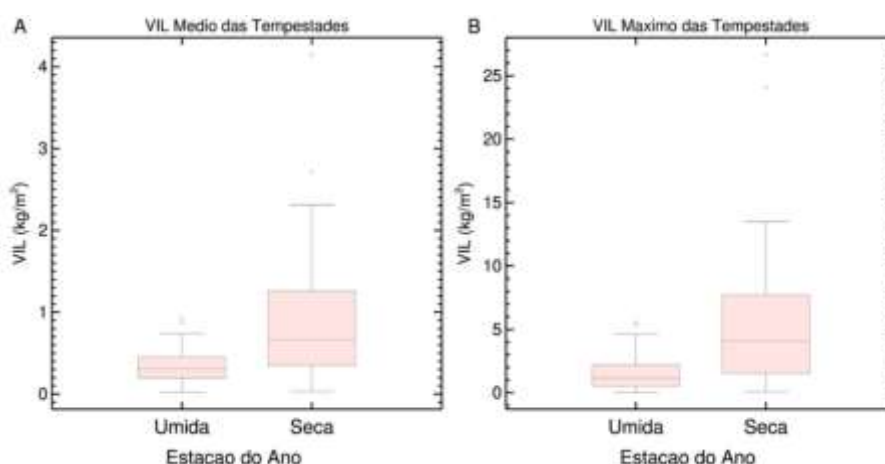 A
VIL Medio das Tempestades
4
3
2
1
0
VIL (kg/m²)
Umida
Seca
Estacao do Ano
B
VIL Maximo das Tempestades
25
20
15
10
5
0
VIL (kg/m²)
Umida
Seca
Estacao do Ano